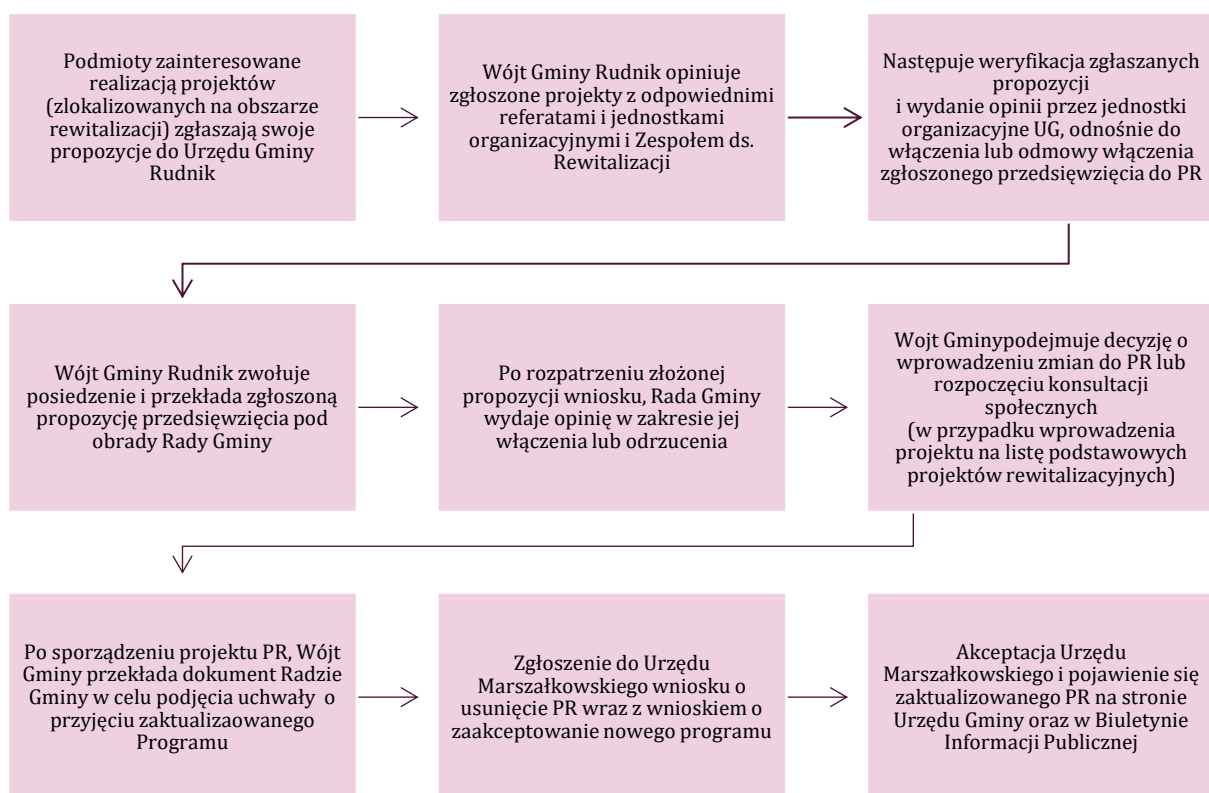 Podmioty zainteresowane
realizacją projektów
(zlokalizowanych na obszarze
rewitalizacji) zgłaszają swoje
propozycje do Urzędu Gminy
Rudnik
Wójt Gminy Rudnik opiniuje
zgłoszone projekty z odpowiednimi
referatami i jednostkami
organizacyjnymi i Zespołem ds.
Rewitalizacji
Następuje weryfikacja zgłaszanych
propozycji
i wydanie opinii przez jednostki
organizacyjne UG, odnośnie do
włączenia lub odmowy włączenia
zgłoszonego przedsięwzięcia do PR
Wójt Gminy Rudnik zwołuje
posiedzenie i przekłada zgłoszoną
propozycję przedsięwzięcia pod
obrady Rady Gminy
Po rozpatrzeniu złożonej
propozycji wniosku, Rada Gminy
wydaje opinię w zakresie jej
włączenia lub odrzucenia
Wojt Gminypodejmuje decyzję o
wprowadzeniu zmian do PR lub
rozpoczęciu konsultacji
społecznych
(w przypadku wprowadzenia
projektu na listę podstawowych
projektów rewitalizacyjnych)
Po sporządzeniu projektu PR, Wójt
Gminy przekłada dokument Radzie
Gminy w celu podjęcia uchwały o
przyjęciu zaktualizaowanego
Programu
Zgłoszenie do Urzędu
Marszałkowskiego wniosku o
usunięcie PR wraz z wnioskiem o
zaakceptowanie nowego programu
Akceptacja Urzędu
Marszałkowskiego i pojawienie się
zaktualizowanego PR na stronie
Urzędu Gminy oraz w Biuletynie
Informacji Publicznej